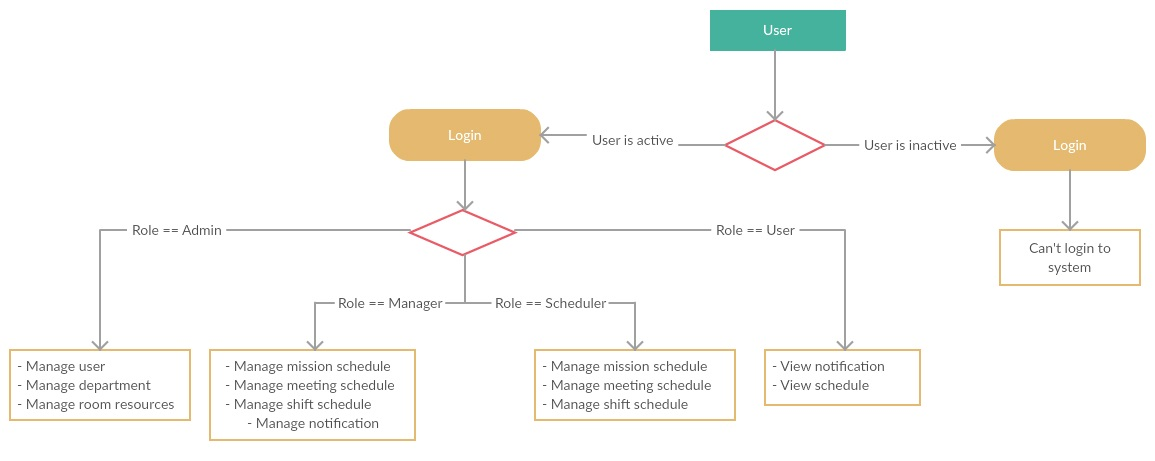 User
Login
User is active
User is inactive
Login
Role == Admin
Role == User
Can't login to
system
Role == Manager
Role == Scheduler
- Manage user
- Manage department
- Manage room resources
- Manage mission schedule
- Manage meeting schedule
- Manage shift schedule
- Manage notification
- Manage mission schedule
- Manage meeting schedule
- Manage shift schedule
- View notification
- View schedule